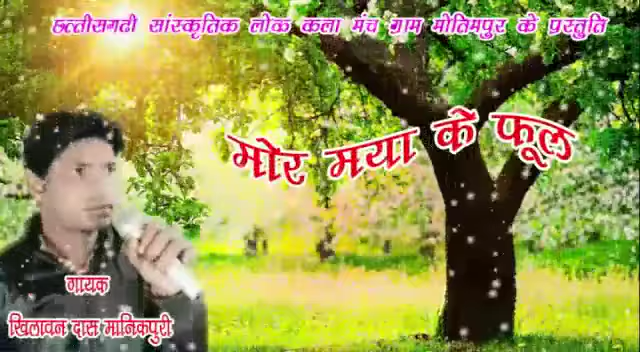 छत्तीसगढी सांस्कृतिक लोक कला मंच ग्राम मोतिमपुर के प्रस्तुति
मोर मया के फूल
गायक
खिलावन दास मानिकपुरी